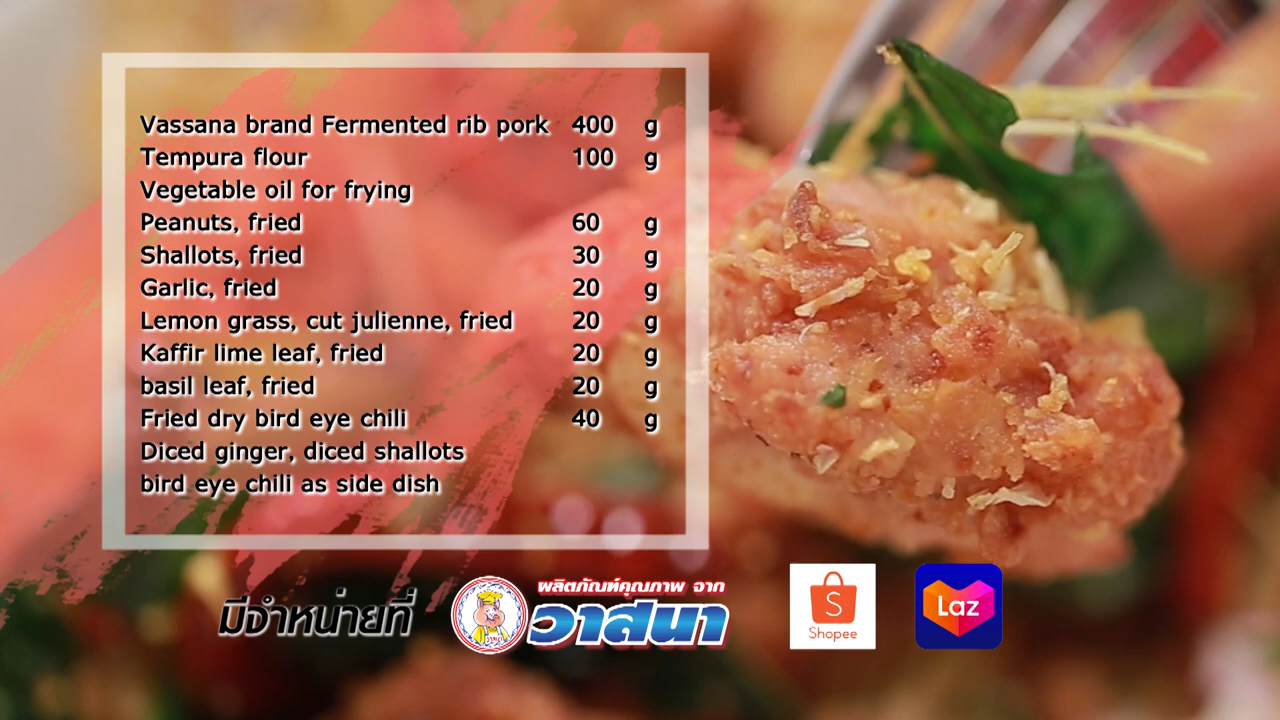 Vassana brand Fermented rib pork 400 g
Tempura flour 100 g
Vegetable oil for frying
Peanuts, fried 60 g
Shallots, fried 30 g
Garlic, fried 20 g
Lemon grass, cut julienne, fried 20 g
Kaffir lime leaf, fried 20 g
basil leaf, fried 20 g
Fried dry bird eye chili 40 g
Diced ginger, diced shallots
bird eye chili as side dish
มีจำหน่ายที่
ผลิตภัณฑ์คุณภาพ จาก
วาสนา
S
Shopee
Laz